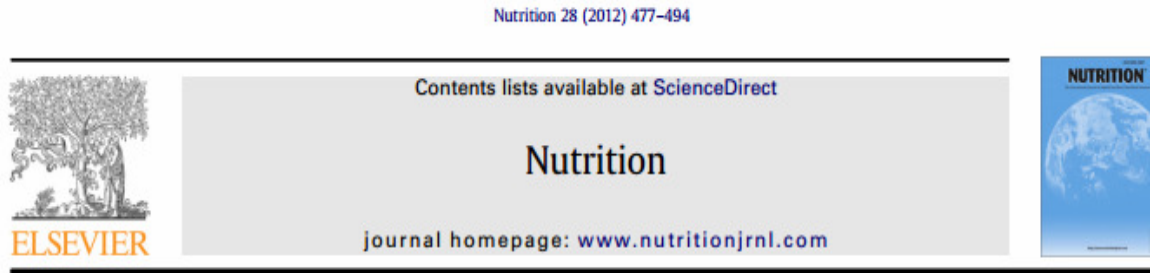 Nutrition 28 (2012) 477–494
Contents lists available at ScienceDirect
Nutrition
journal homepage: www.nutritionjrnl.com
ELSEVIER
NUTRITION